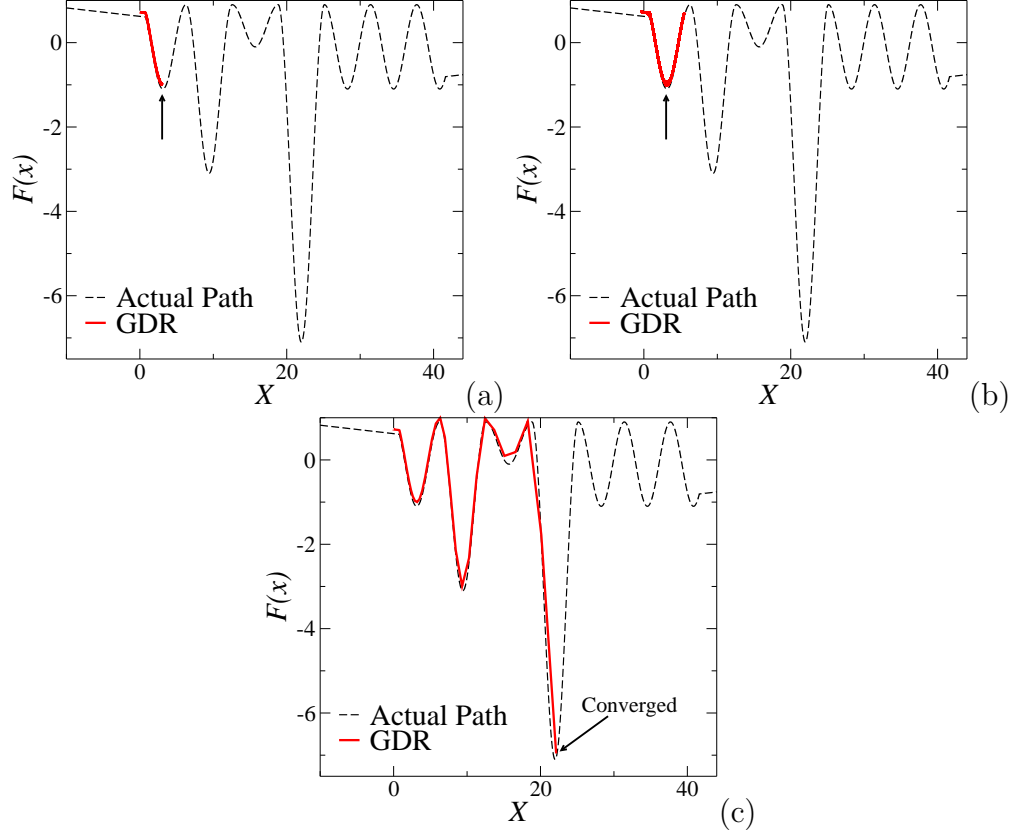 0
-2
-4
-6
F(x)
Actual Path
GDR
0
20
40
X
(a)
0
-2
-4
-6
F(x)
Actual Path
GDR
0
20
40
X
(b)
0
-2
-4
-6
F(x)
Converged
Actual Path
GDR
0
20
40
X
(c)